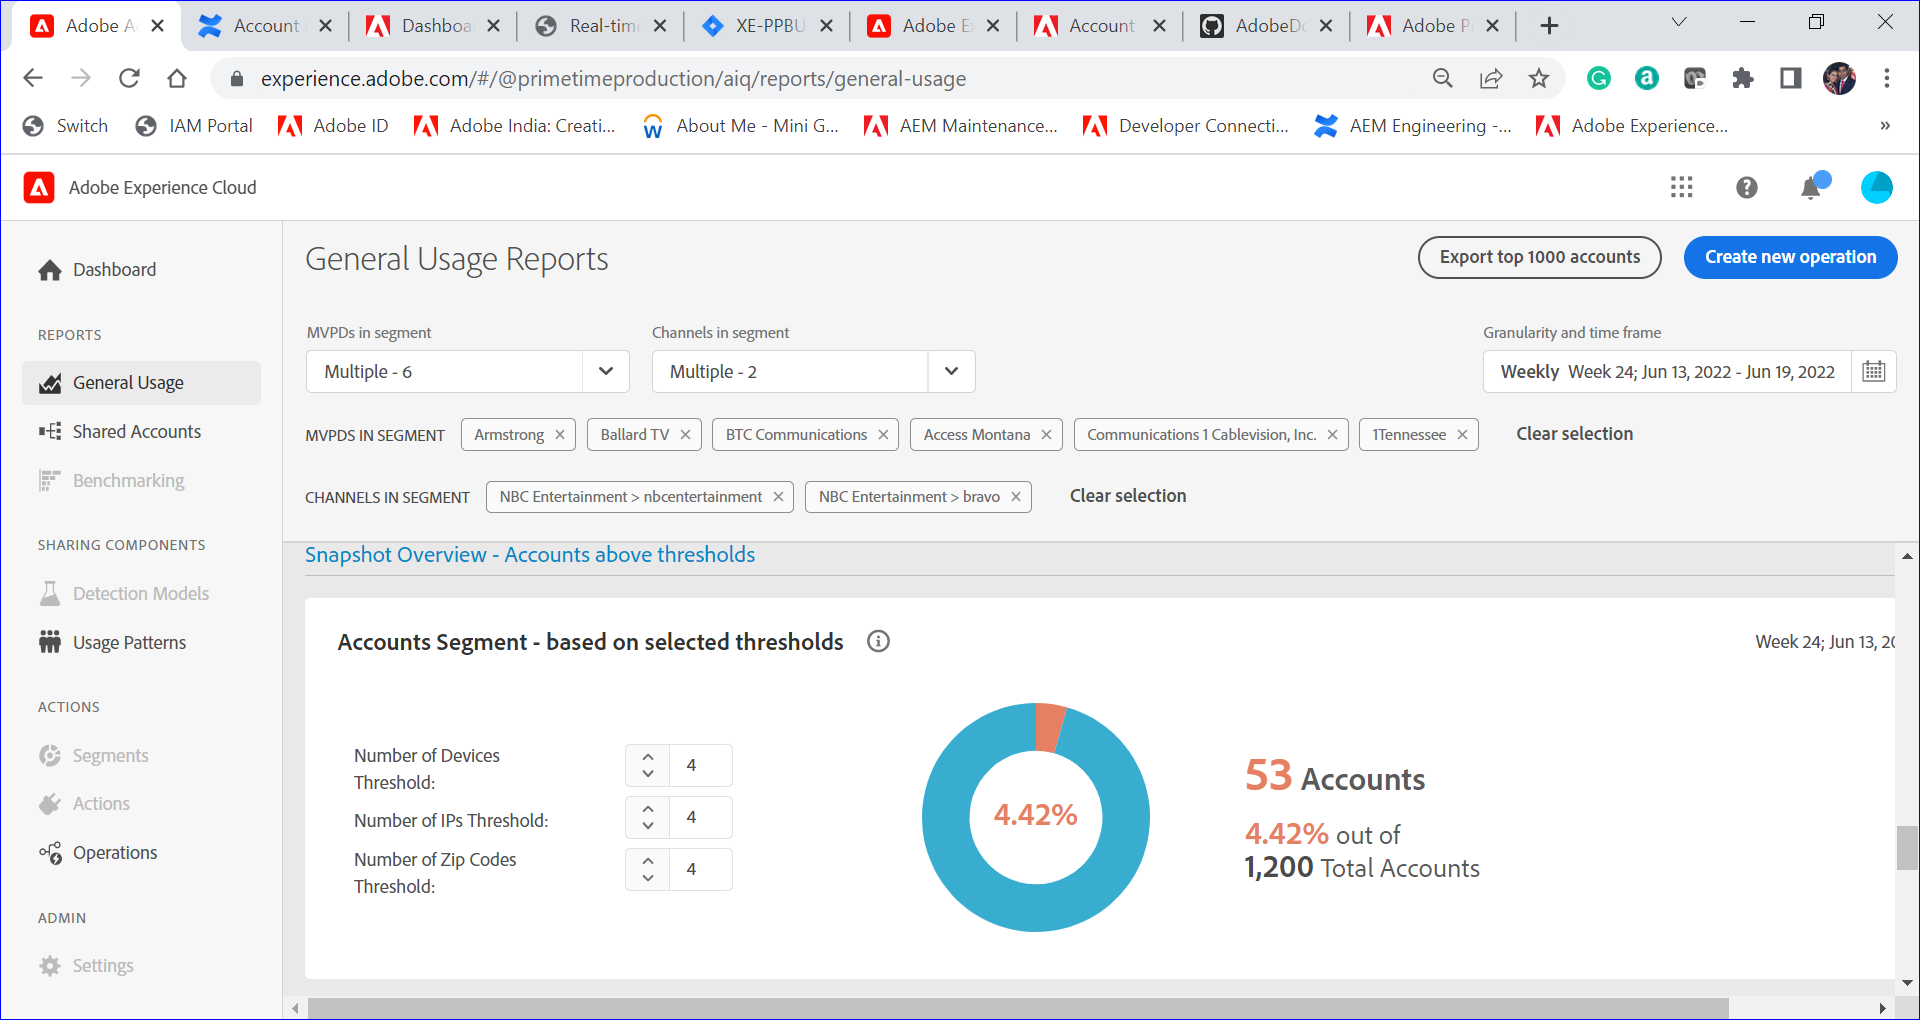 Adobe A
Account
Dashboa
Real-tim
XE-PPBU
Adobe E
Account
AdobeD
Adobe P
experience.adobe.com/#/@primetimeproduction/aiq/reports/general-usage
Switch
IAM Portal
Adobe ID
Adobe India: Creati...
About Me - Mini G...
AEM Maintenance...
Developer Connecti...
AEM Engineering -...
Adobe Experience...
»
Adobe Experience Cloud
Dashboard
REPORTS
General Usage
Shared Accounts
Benchmarking
SHARING COMPONENTS
Detection Models
Usage Patterns
ACTIONS
Segments
Actions
Operations
ADMIN
Settings
General Usage Reports
Export top 1000 accounts
Create new operation
MVPDs in segment
Multiple - 6
Channels in segment
Multiple - 2
Granularity and time frame
Weekly Week 24; Jun 13, 2022 - Jun 19, 2022
MVPDS IN SEGMENT
Armstrong
Ballard TV
BTC Communications
Access Montana
Communications 1 Cablevision, Inc.
1Tennessee
Clear selection
CHANNELS IN SEGMENT
NBC Entertainment > nbcentertainment
NBC Entertainment > bravo
Clear selection
Snapshot Overview - Accounts above thresholds
Accounts Segment - based on selected thresholds
Week 24; Jun 13, 20
Number of Devices
Threshold:
4
Number of IPs Threshold:
4
Number of Zip Codes
Threshold:
4
4.42%
53 Accounts
4.42% out of
1,200 Total Accounts